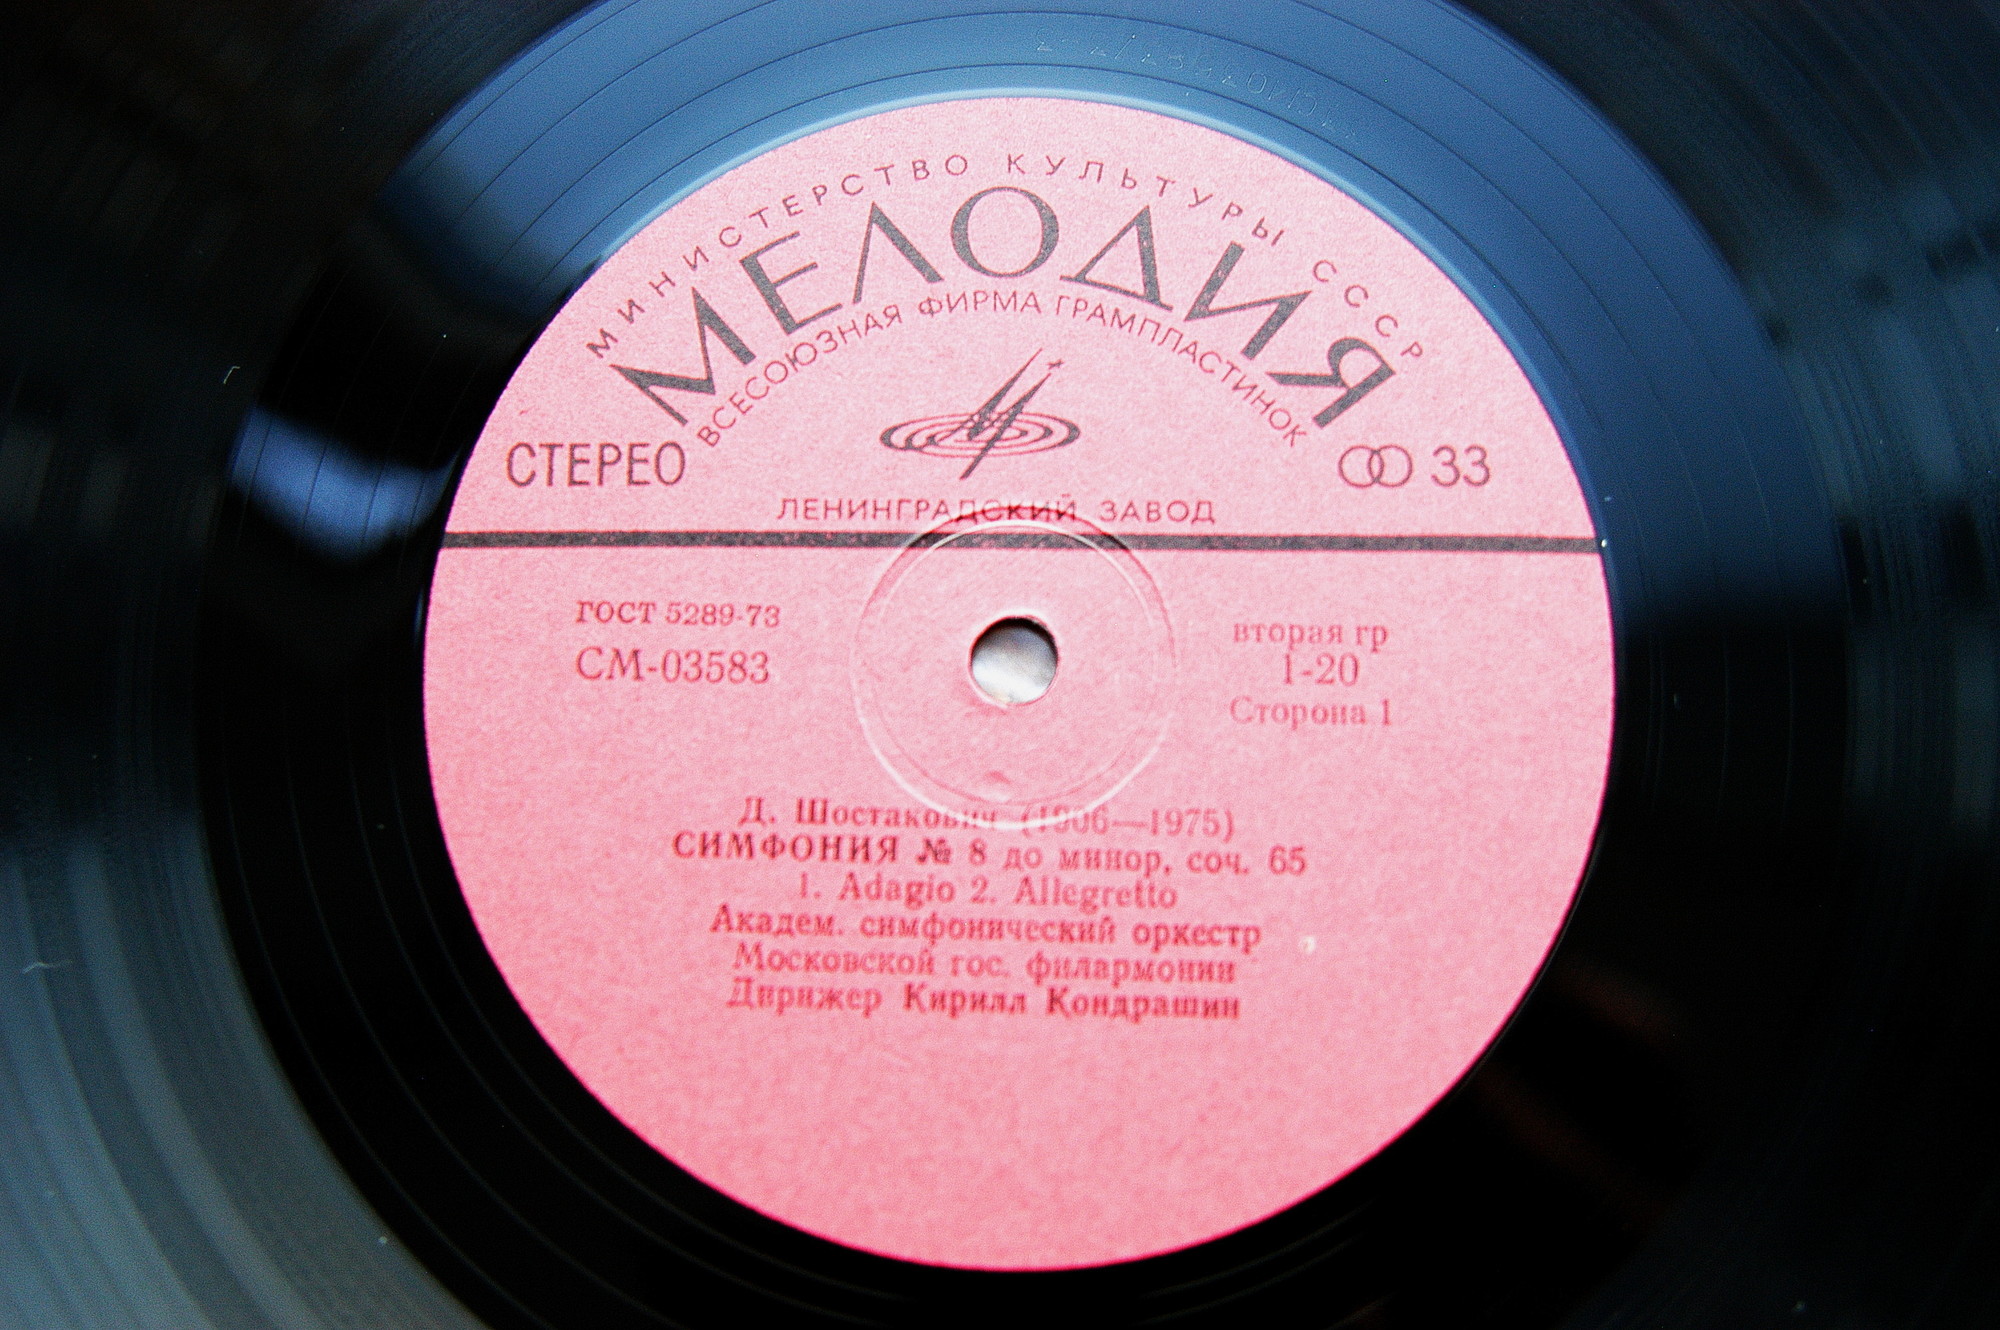 МИНИСТЕРСТВО КУЛЬТУРЫ СССР
МЕЛОДИЯ
ВСЕСОЮЗНАЯ ФИРМА ГРАМПЛАСТИНОК
СТЕРЕО
33
ЛЕНИНГРАДСКИЙ ЗАВОД
ГОСТ 5289-73
СМ-03583
вторая гр
1-20
Сторона 1
Д. Шостакович (1906—1975)
СИМФОНИЯ № 8 до минор, соч. 65
1. Adagio 2. Allegretto
Академ. симфонический оркестр
Московской гос. филармонии
Дирижер Кирилл Кондрашин